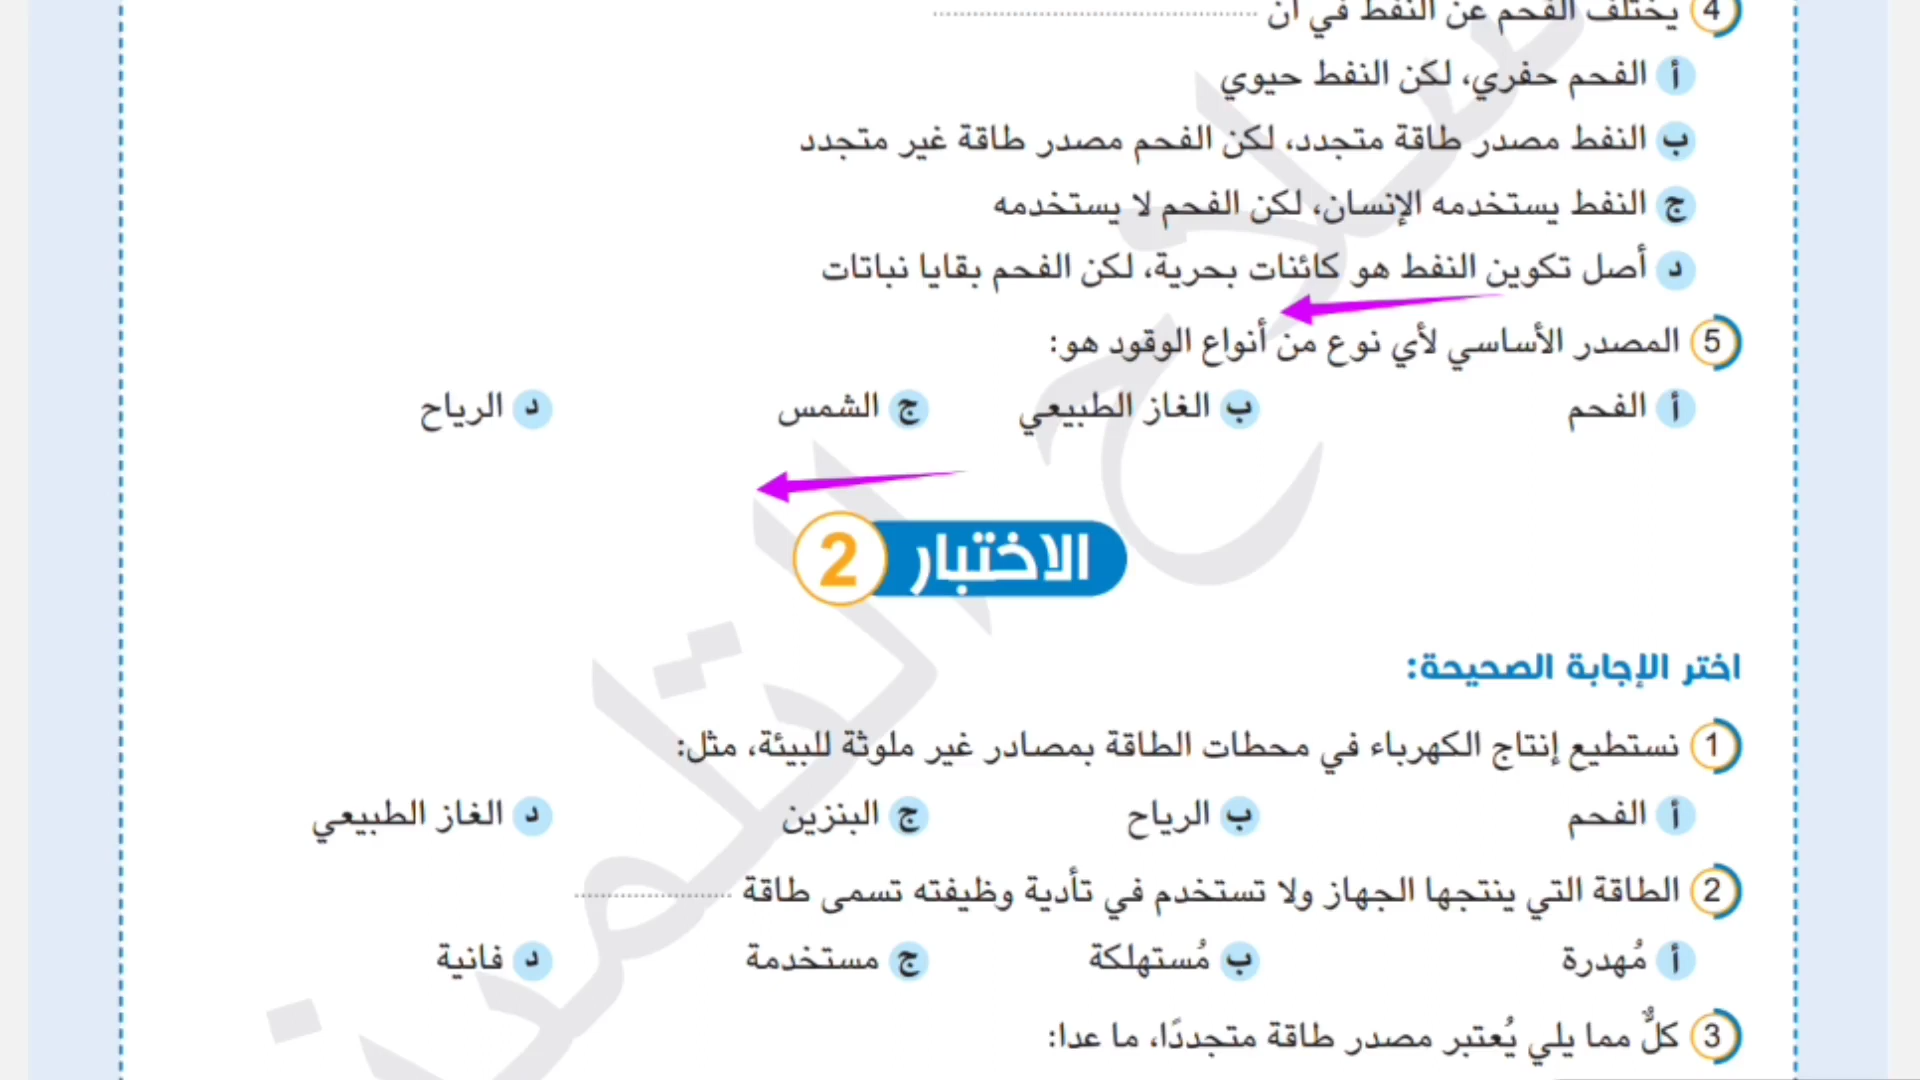 4 يختلف الفحم عن النفط في أن ........................
أ الفحم حفري، لكن النفط حيوي
ب النفط مصدر طاقة متجدد، لكن الفحم مصدر طاقة غير متجدد
ج النفط يستخدمه الإنسان، لكن الفحم لا يستخدمه
د أصل تكوين النفط هو كائنات بحرية، لكن الفحم بقايا نباتات
5 المصدر الأساسي لأي نوع من أنواع الوقود هو:
أ الفحم ب الغاز الطبيعي ج الشمس د الرياح
الاختبار 2
اختر الإجابة الصحيحة:
1 نستطيع إنتاج الكهرباء في محطات الطاقة بمصادر غير ملوثة للبيئة، مثل:
أ الفحم ب الرياح ج البنزين د الغاز الطبيعي
2 الطاقة التي ينتجها الجهاز ولا تستخدم في تأدية وظيفته تسمى طاقة ............
أ مُهدرة ب مُستهلكة ج مستخدمة د فانية
3 كلٌّ مما يلي يُعتبر مصدر طاقة متجددًا، ما عدا: